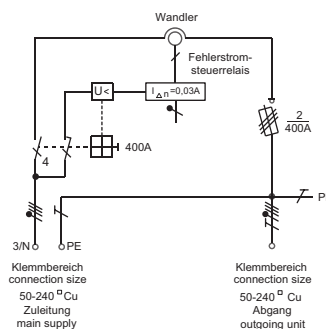 Wandler
Fehlerstrom-
steuerrelais
U<
I△n=0,03A
2
400A
400A
4
P
3/N
PE
Klemmbereich
connection size
50-240 □ Cu
Zuleitung
main supply
Klemmbereich
connection size
50-240 □ Cu
Abgang
outgoing unit